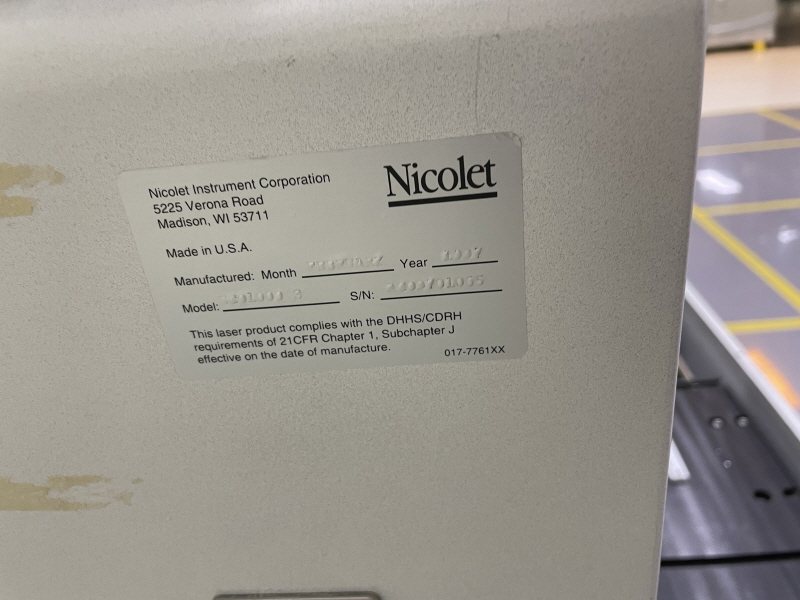 Nicolet Instrument Corporation
5225 Verona Road
Madison, WI 53711
Nicolet
Made in U.S.A.
Manufactured: Month Year 1997
Model: S/N:
This laser product complies with the DHHS/CDRH
requirements of 21CFR Chapter 1, Subchapter J
effective on the date of manufacture.
017-7761XX